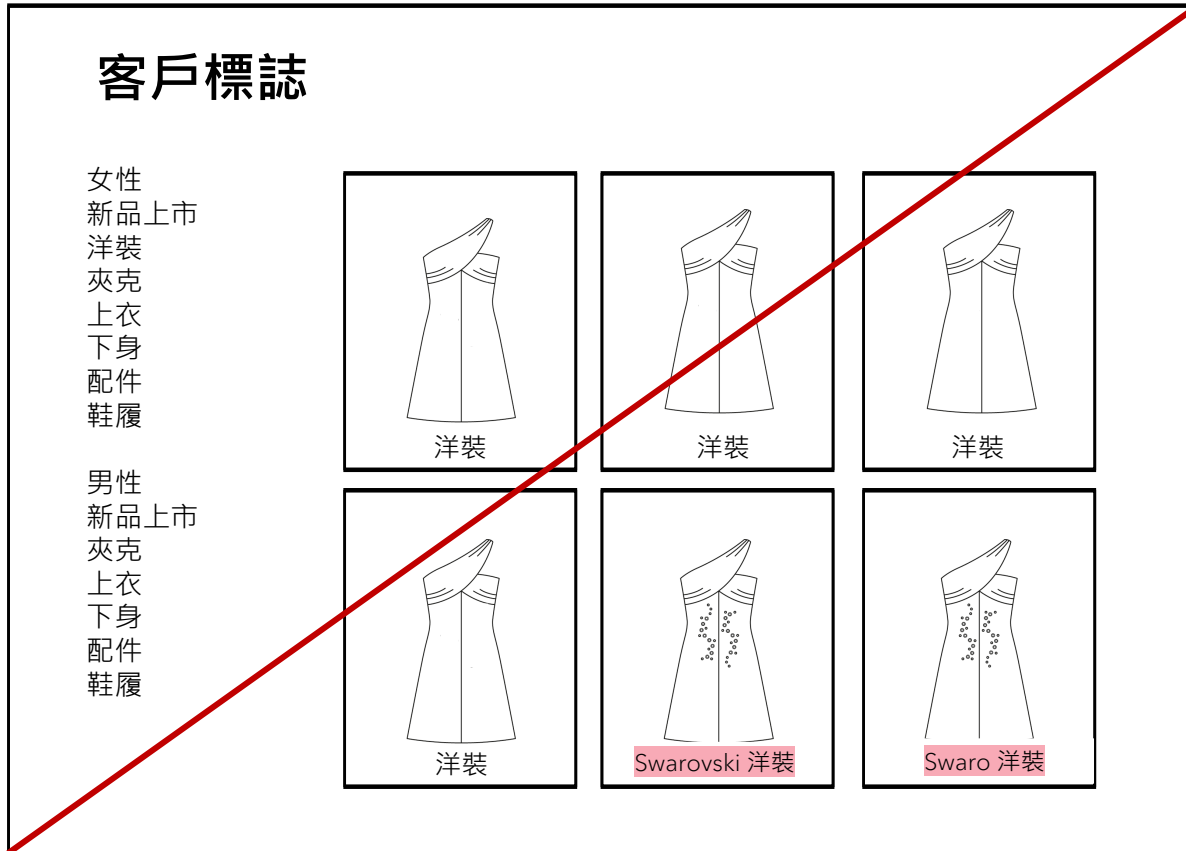 客戶標誌
女性
新品上市
洋裝
夾克
上衣
下身
配件
鞋履
男性
新品上市
夾克
上衣
下身
配件
鞋履
洋裝
洋裝
洋裝
洋裝
Swarovski 洋裝
Swaro 洋裝